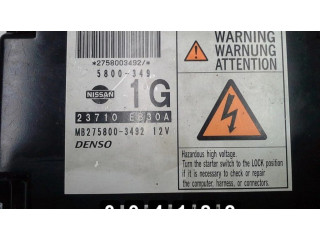 *2758003492/*
5800-349
WARNING
WARNUNG
ATTENTION
NISSAN
1G
23710 EB30A
MB275800-3492 12V
DENSO
Hazardous high voltage.
Turn the starter switch to the LOCK position
if it is necessary to check or repair
the computer, harness, or connectors.